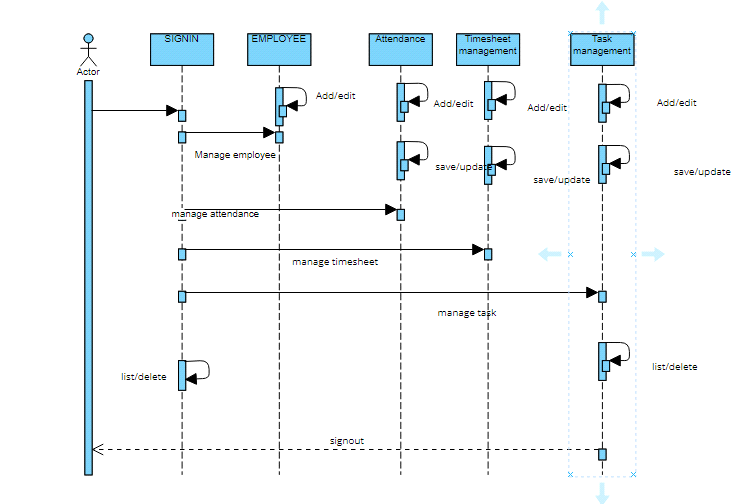 SIGNIN
EMPLOYEE
Attendance
Timesheet
management
Task
management
Actor
Add/edit
Add/edit
Add/edit
Add/edit
Manage employee
save/update
save/update
save/update
manage attendance
manage timesheet
manage task
list/delete
list/delete
signout